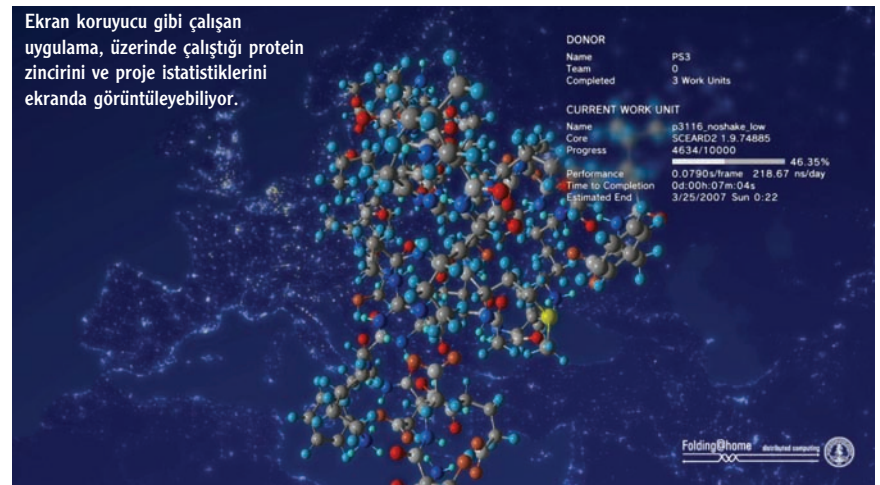 Ekran koruyucu gibi çalışan
uygulama, üzerinde çalıştığı protein
zincirini ve proje istatistiklerini
ekranda görüntüleyebiliyor.
DONOR
Name PS3
Team 0
Completed 3 Work Units
CURRENT WORK UNIT
Name p3116_noshake_low
Core SCEARD2 1.9.74885
Progress 4634/10000
46.35%
Performance 0.0790s/frame 218.67 ns/day
Time to Completion 0d:00h:07m:04s
Estimated End 3/25/2007 Sun 0:22
Folding@home distributed computing